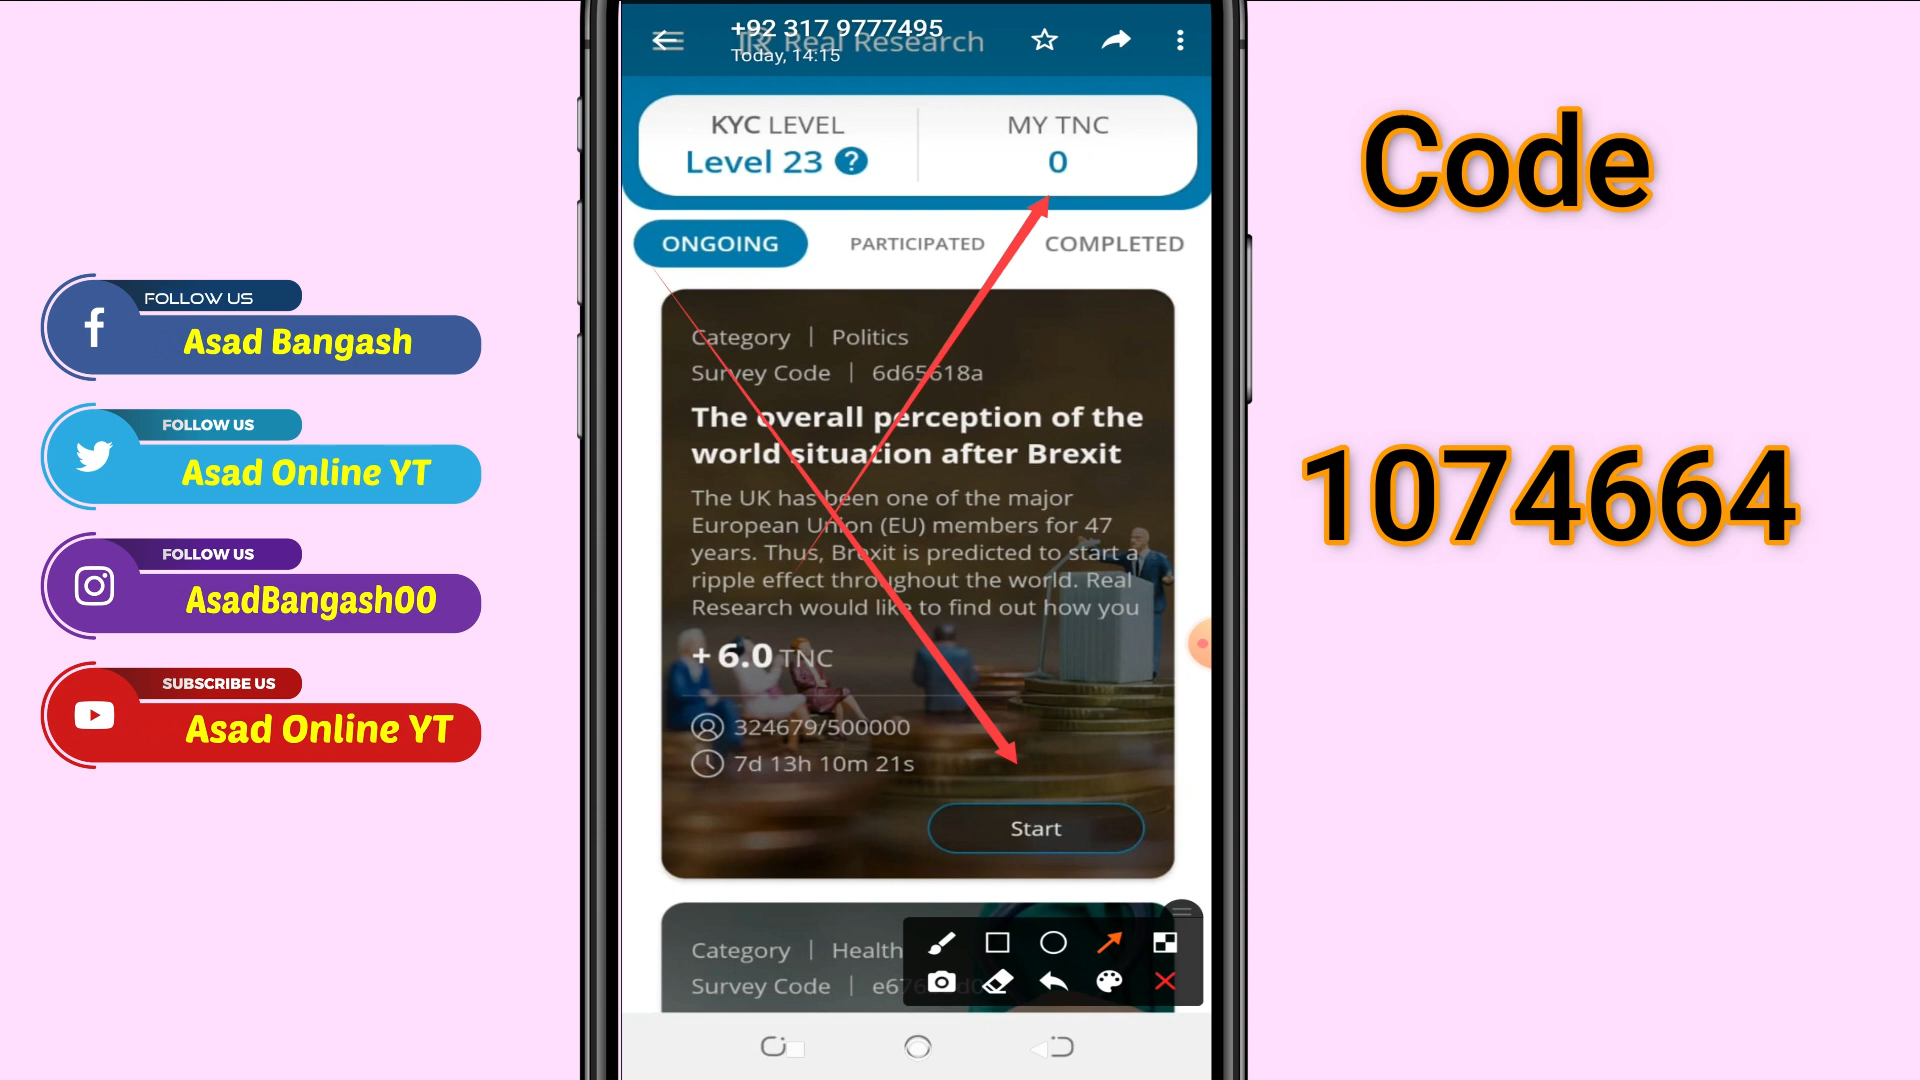 FOLLOW US
Asad Bangash
FOLLOW US
Asad Online YT
FOLLOW US
AsadBangash00
SUBSCRIBE US
Asad Online YT
+92 317 9777495
Real Research
Today, 14:15
KYC LEVEL
Level 23 ?
MY TNC
0
ONGOING
PARTICIPATED
COMPLETED
Category | Politics
Survey Code | 6d65618a
The overall perception of the
world situation after Brexit
The UK has been one of the major
European Union (EU) members for 47
years. Thus, Brexit is predicted to start a
ripple effect throughout the world. Real
Research would like to find out how you
+ 6.0 TNC
324679/500000
7d 13h 10m 21s
Start
Category | Health
Survey Code |
Code
1074664